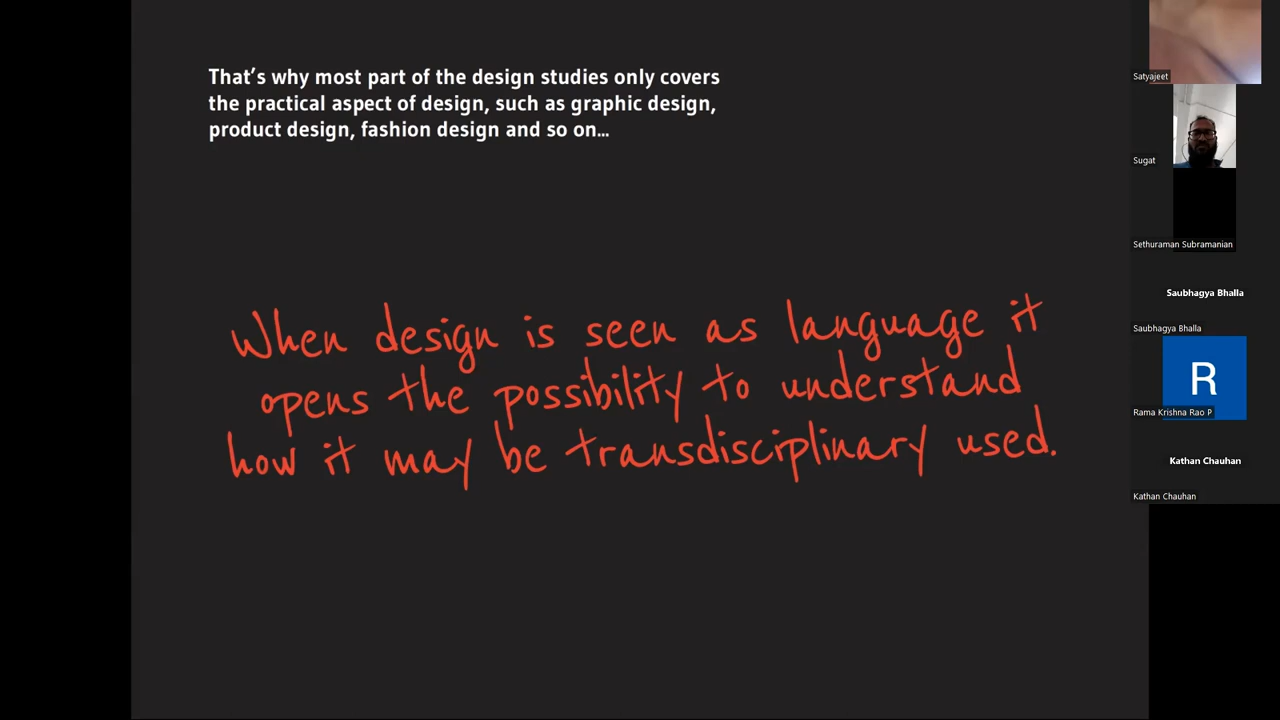 That's why most part of the design studies only covers
the practical aspect of design, such as graphic design,
product design, fashion design and so on...
When design is seen as language it
opens the possibility to understand
how it may be transdisciplinary used.
Satyajeet
Sugat
Sethuraman Subramanian
Saubhagya Bhalla
Saubhagya Bhalla
R
Rama Krishna Rao P
Kathan Chauhan
Kathan Chauhan